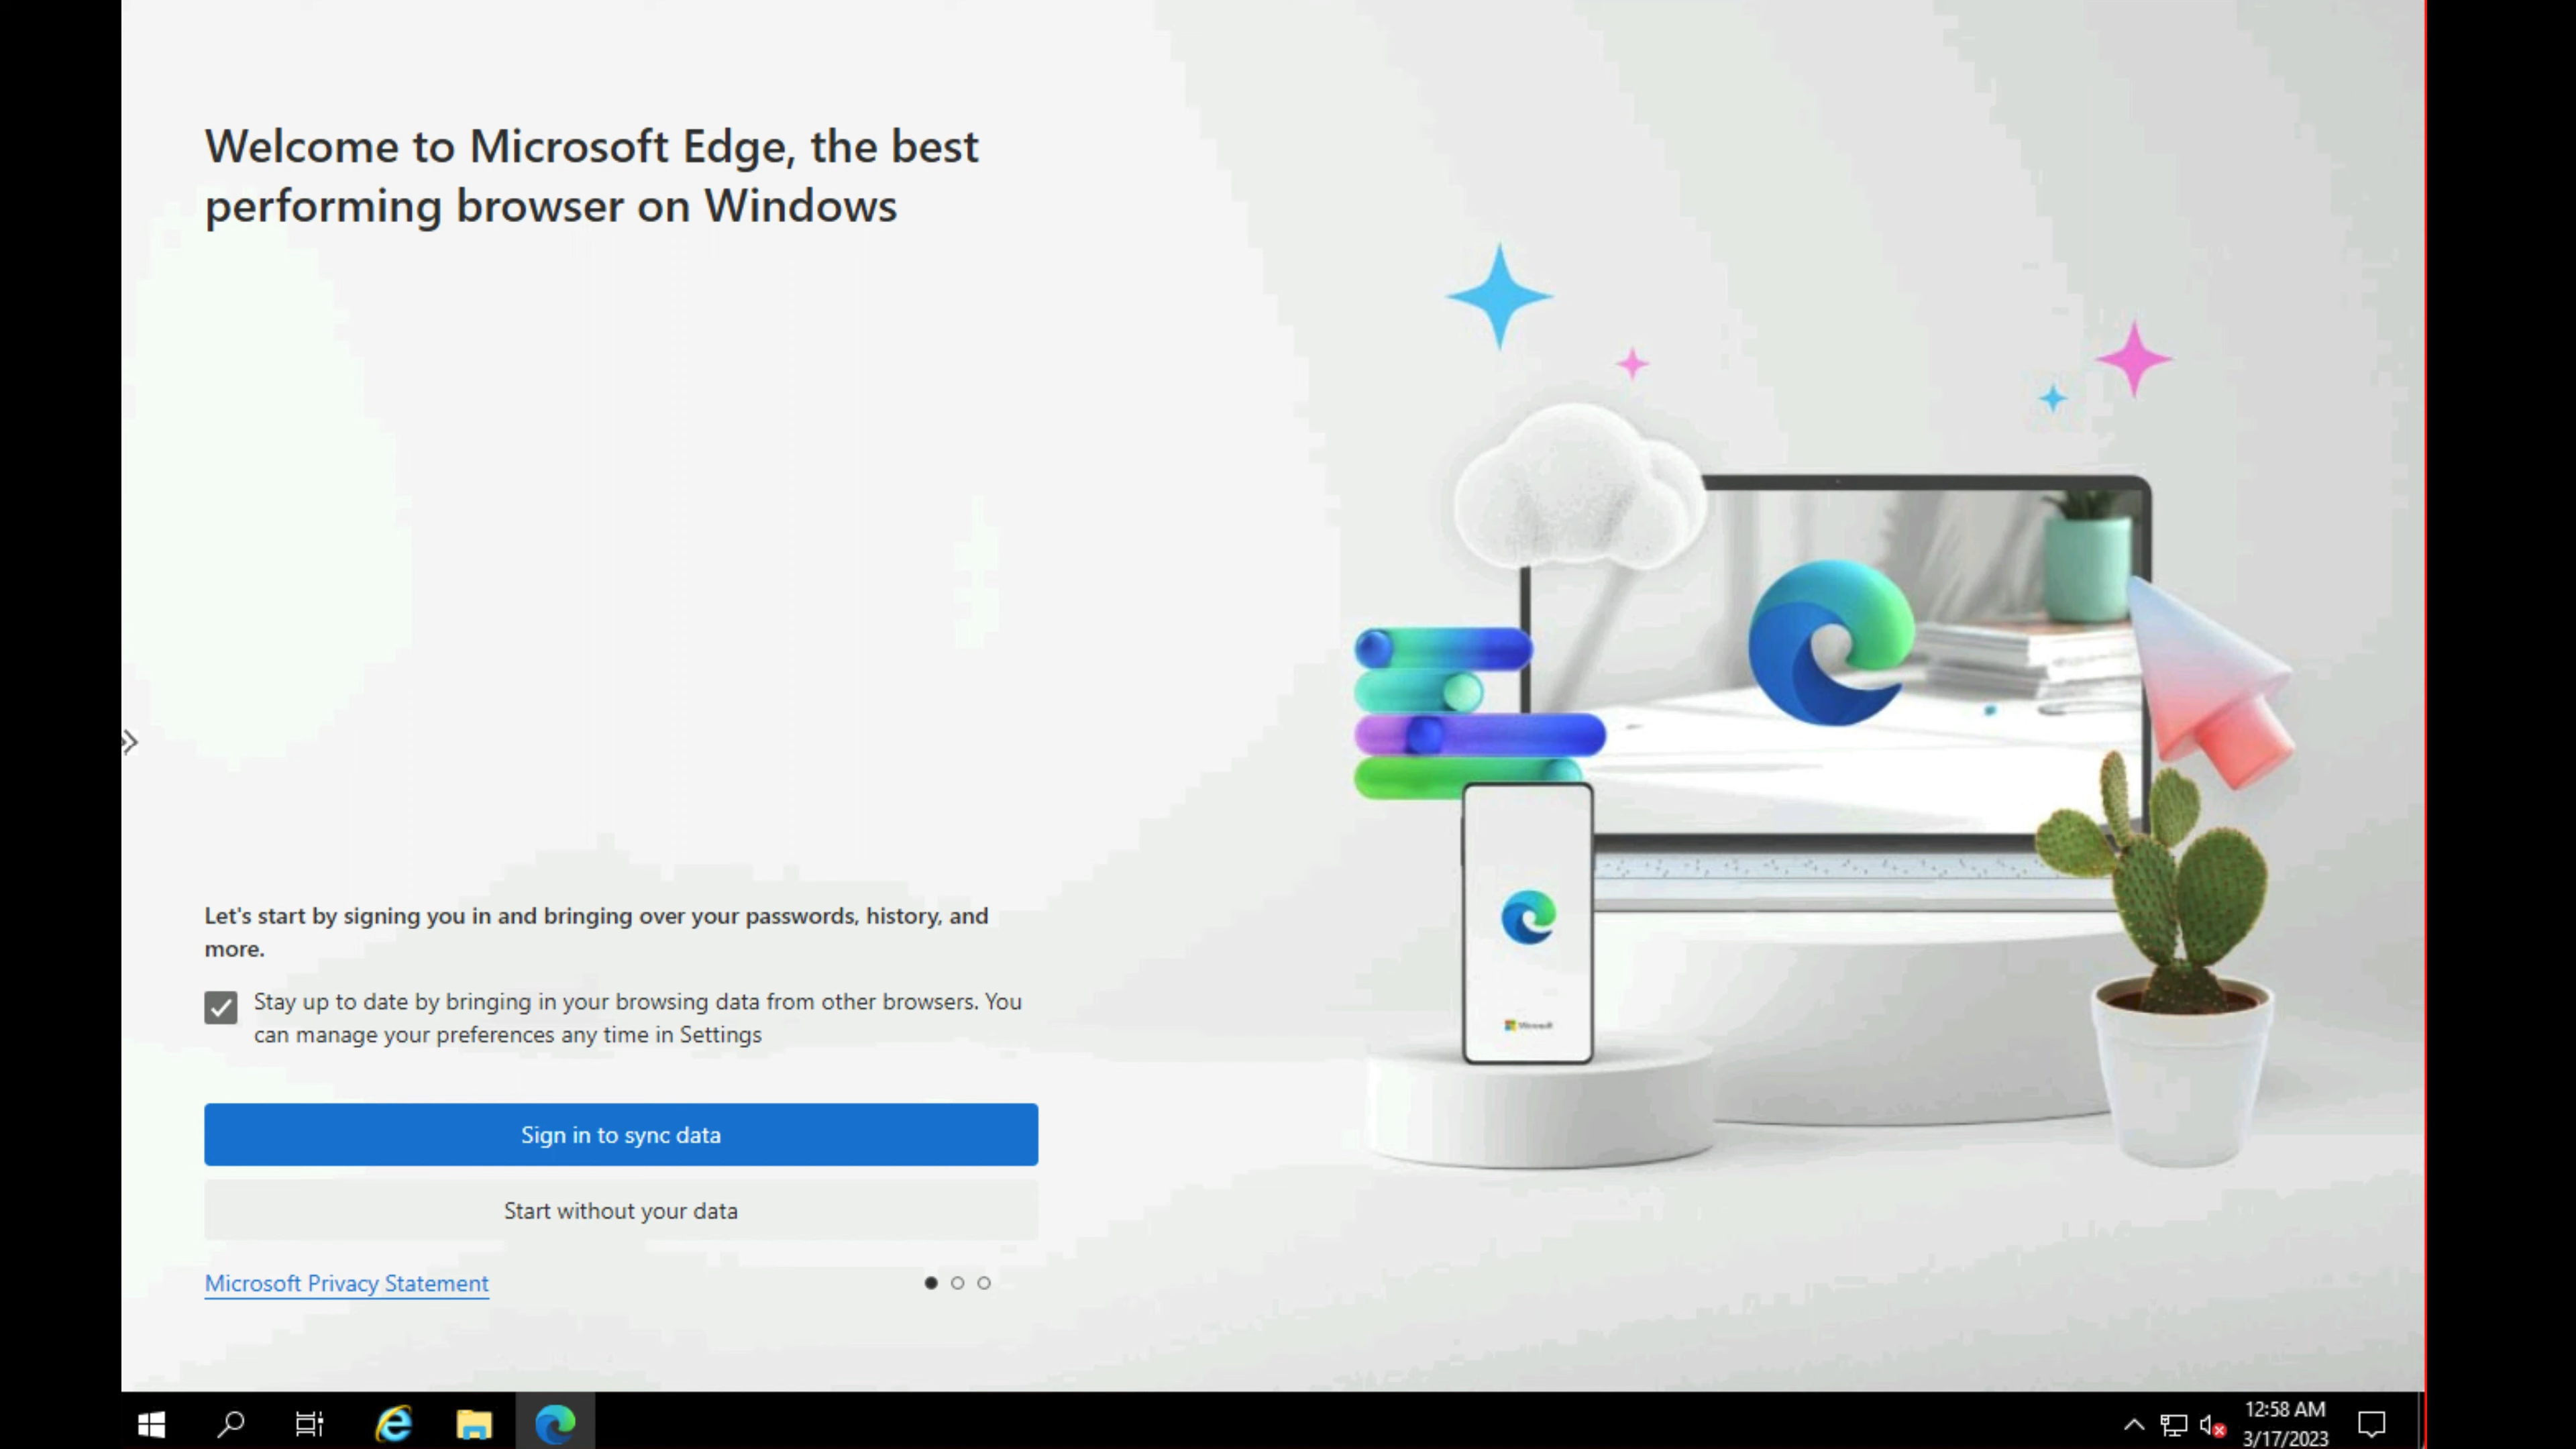 Welcome to Microsoft Edge, the best
performing browser on Windows
Let's start by signing you in and bringing over your passwords, history, and
more.
Stay up to date by bringing in your browsing data from other browsers. You
can manage your preferences any time in Settings
Sign in to sync data
Start without your data
Microsoft Privacy Statement
Microsoft
12:58 AM
3/17/2023